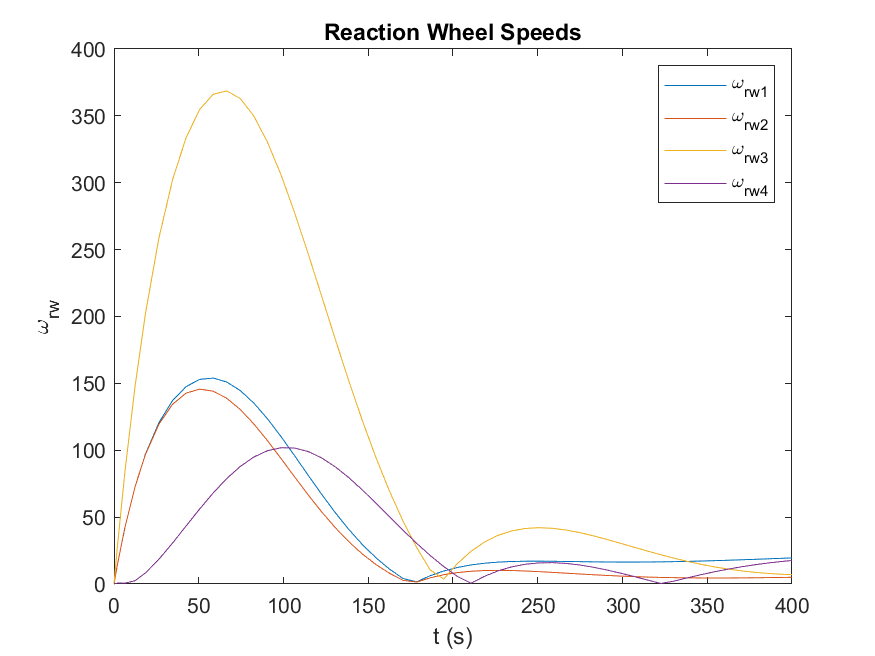 Reaction Wheel Speeds
400
350
300
250
200
150
100
50
0
ω_rw
ω_rw1
ω_rw2
ω_rw3
ω_rw4
0 50 100 150 200 250 300 350 400
t (s)